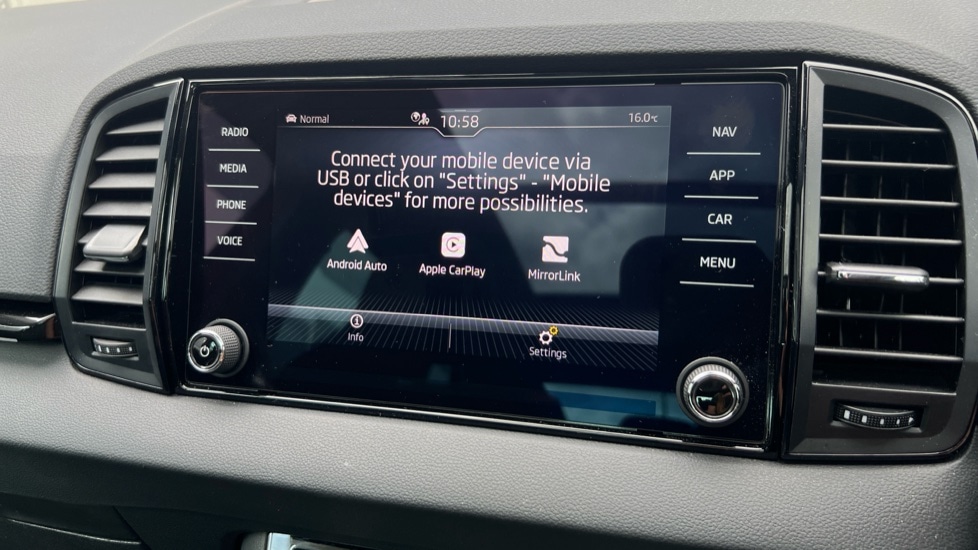 RADIO
MEDIA
PHONE
VOICE
Normal
10:58
16.0°C
Connect your mobile device via
USB or click on "Settings" - "Mobile
devices" for more possibilities.
Android Auto
Apple CarPlay
MirrorLink
Info
Settings
NAV
APP
CAR
MENU